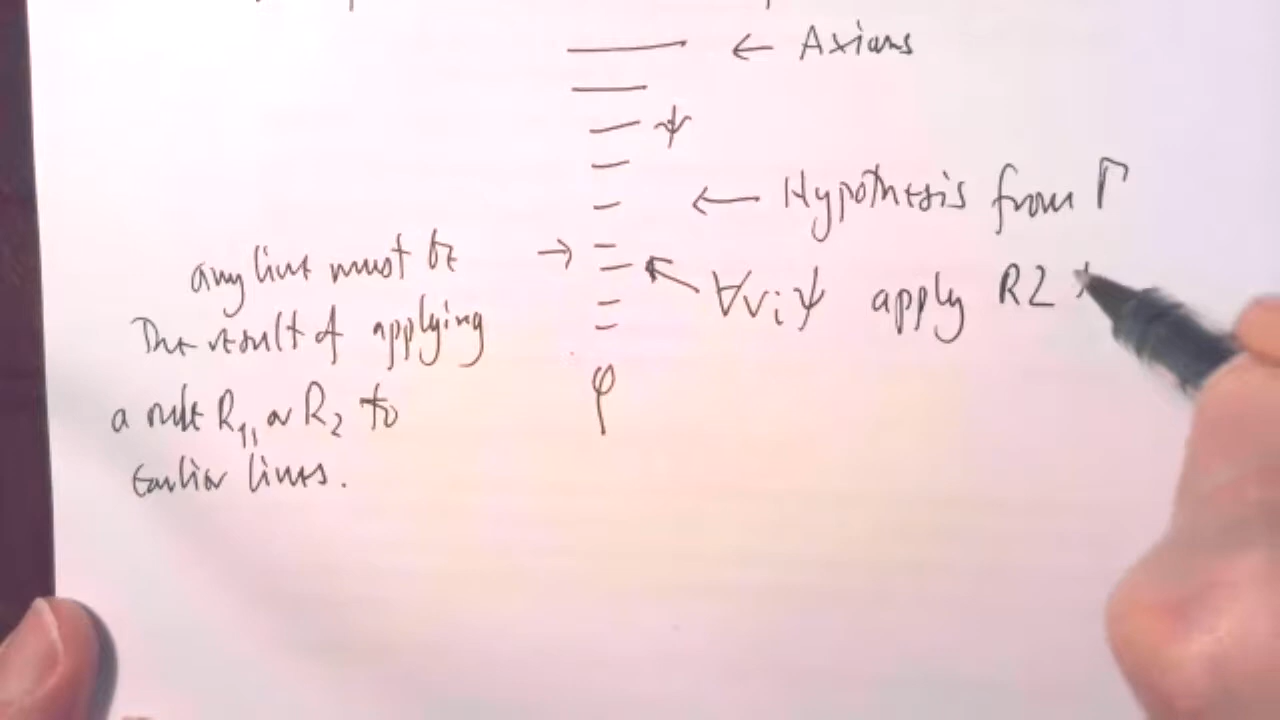 ← Axioms
ψ
← Hypothesis from Γ
any line must be →
∀vᵢψ apply R2
The result of applying
a rule R₁, or R₂ to
φ
Earlier lines.